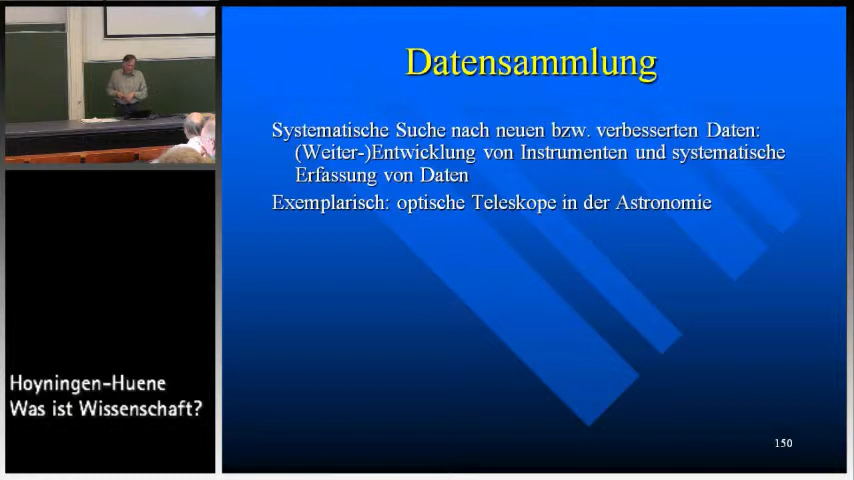 Datensammlung
Systematische Suche nach neuen bzw. verbesserten Daten:
(Weiter-)Entwicklung von Instrumenten und systematische
Erfassung von Daten
Exemplarisch: optische Teleskope in der Astronomie
Hoyningen-Huene
Was ist Wissenschaft?
150